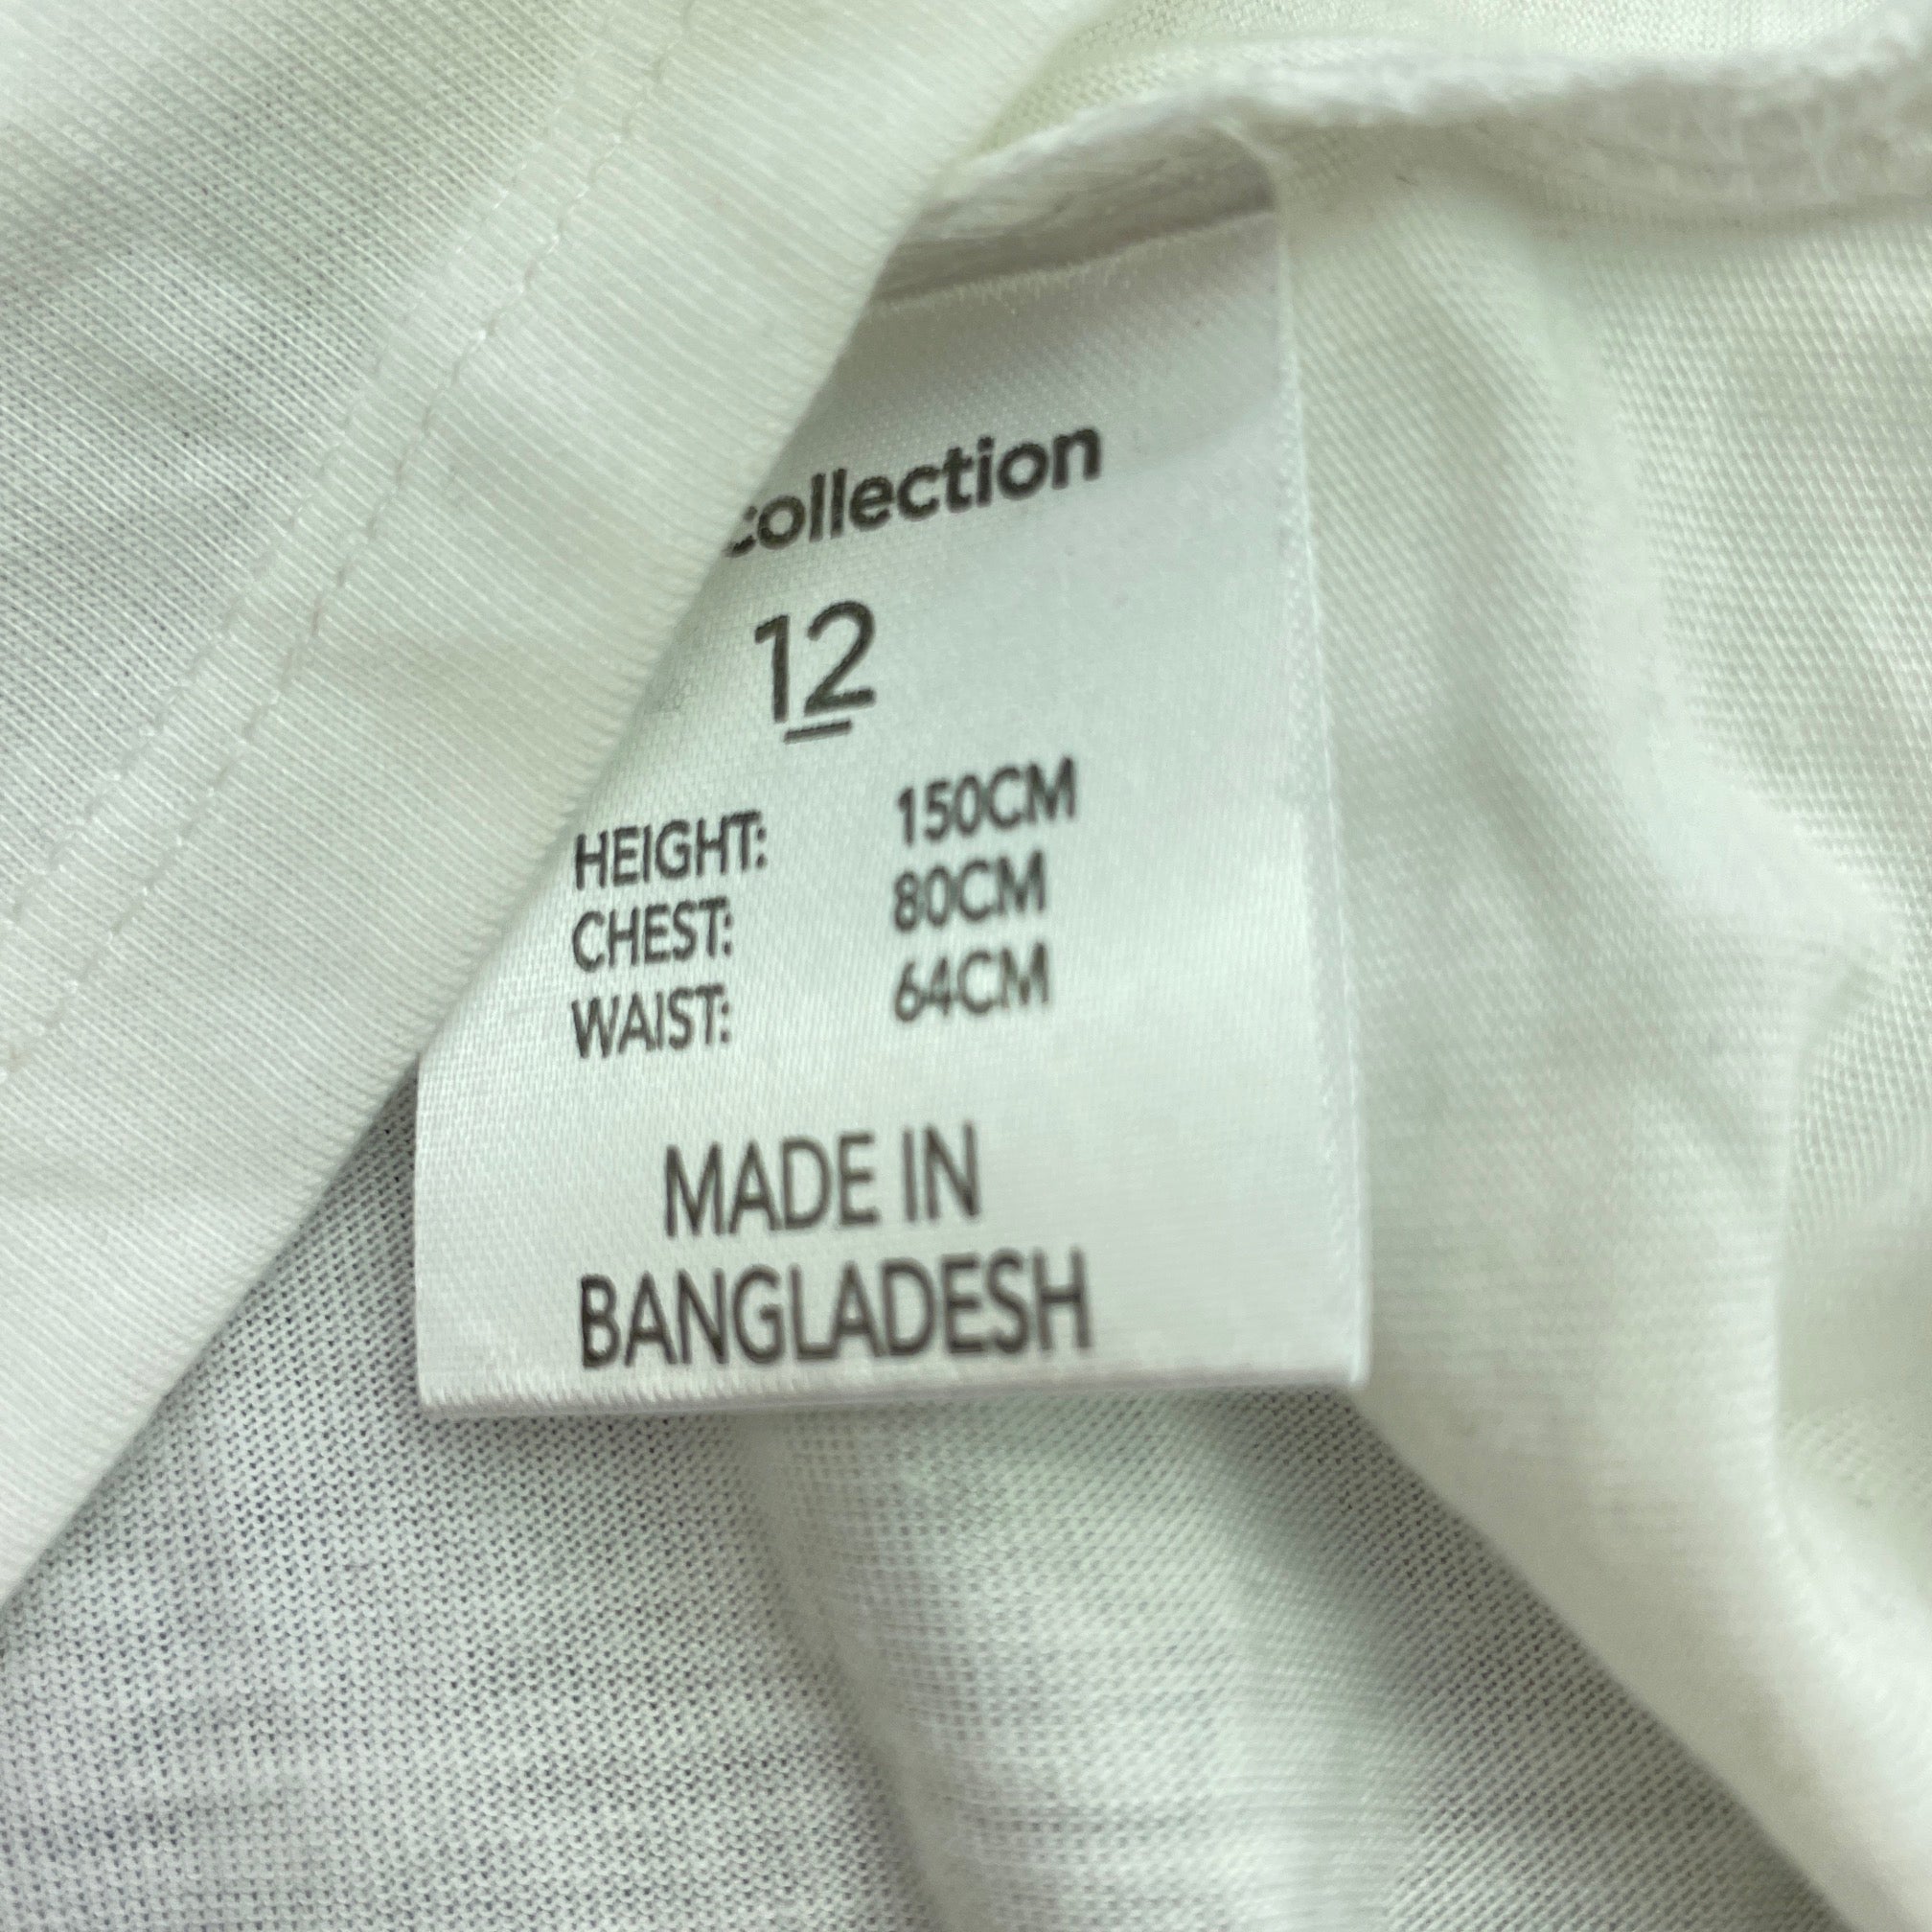 collection
12
HEIGHT: 150CM
CHEST: 80CM
WAIST: 64CM
MADE IN
BANGLADESH